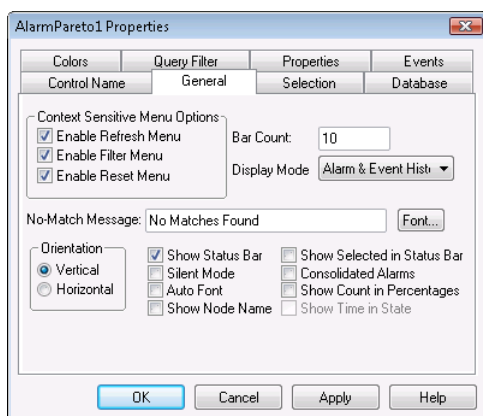 AlarmPareto1 Properties
Colors Query Filter Properties Events
Control Name General Selection Database
Context Sensitive Menu Options
Enable Refresh Menu
Enable Filter Menu
Enable Reset Menu
Bar Count: 10
Display Mode Alarm & Event Histo
No-Match Message: No Matches Found Font...
Orientation
Vertical
Horizontal
Show Status Bar
Silent Mode
Auto Font
Show Node Name
Show Selected in Status Bar
Consolidated Alarms
Show Count in Percentages
Show Time in State
OK Cancel Apply Help